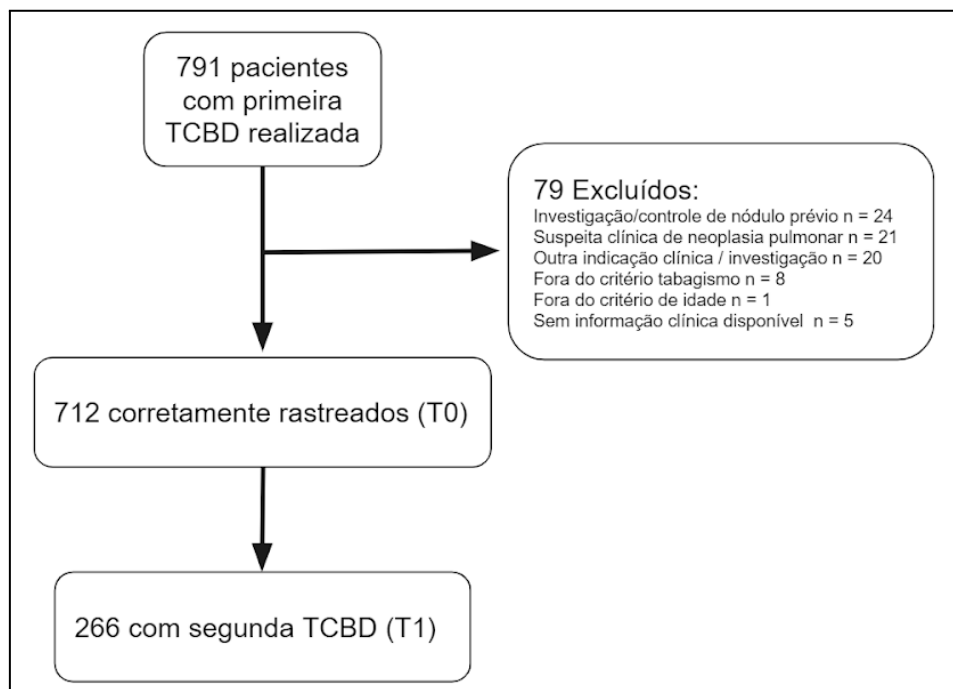 791 pacientes
com primeira
TCBD realizada
79 Excluídos:
Investigação/controle de nódulo prévio n = 24
Suspeita clínica de neoplasia pulmonar n = 21
Outra indicação clínica / investigação n = 20
Fora do critério tabagismo n = 8
Fora do critério de idade n = 1
Sem informação clínica disponível n = 5
712 corretamente rastreados (T0)
266 com segunda TCBD (T1)